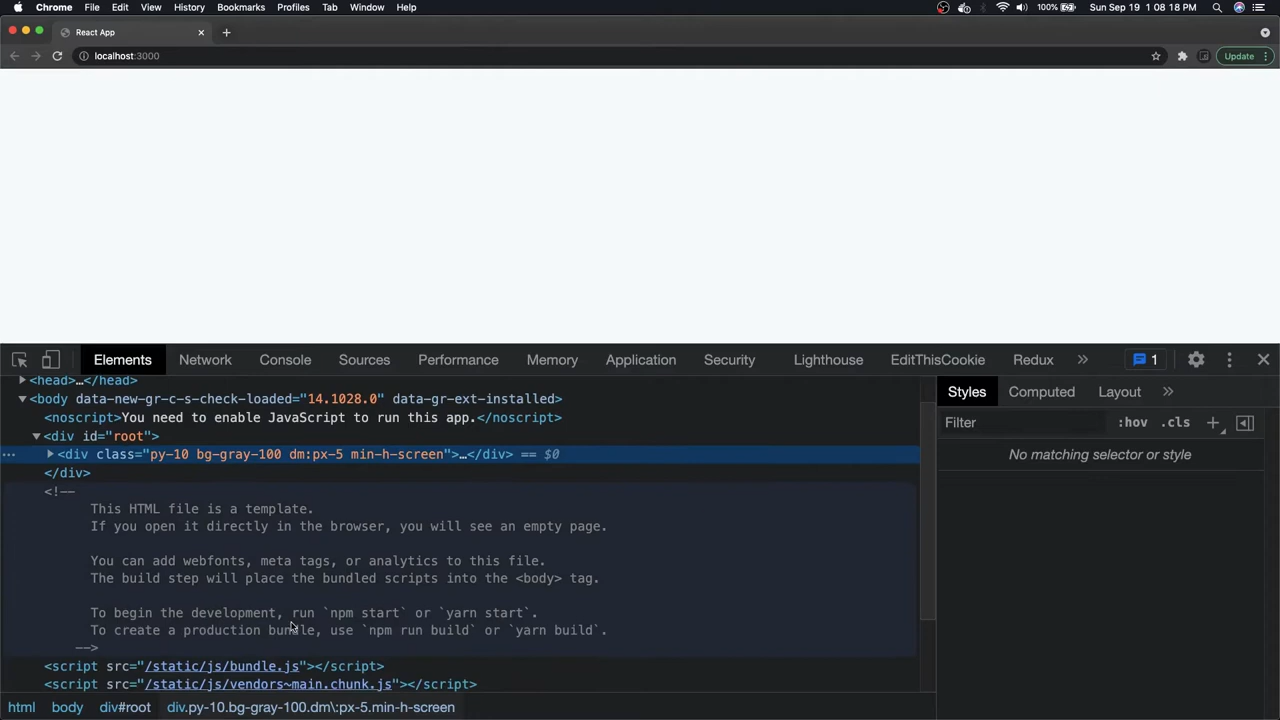 Chrome File Edit View History Bookmarks Profiles Tab Window Help 100% Sun Sep 19 1 08 18 PM
React App
localhost:3000 Update
Elements Network Console Sources Performance Memory Application Security Lighthouse EditThisCookie Redux » 1
<head>…</head>
<body data-new-gr-c-s-check-loaded="14.1028.0" data-gr-ext-installed>
<noscript>You need to enable JavaScript to run this app.</noscript>
<div id="root">
<div class="py-10 bg-gray-100 dm:px-5 min-h-screen">…</div> == $0
</div>
<!--
This HTML file is a template.
If you open it directly in the browser, you will see an empty page.
You can add webfonts, meta tags, or analytics to this file.
The build step will place the bundled scripts into the <body> tag.
To begin the development, run `npm start` or `yarn start`.
To create a production bundle, use `npm run build` or `yarn build`.
-->
<script src="/static/js/bundle.js"></script>
<script src="/static/js/vendors~main.chunk.js"></script>
html body div#root div.py-10.bg-gray-100.dm\:px-5.min-h-screen
Styles Computed Layout »
Filter :hov .cls +
No matching selector or style